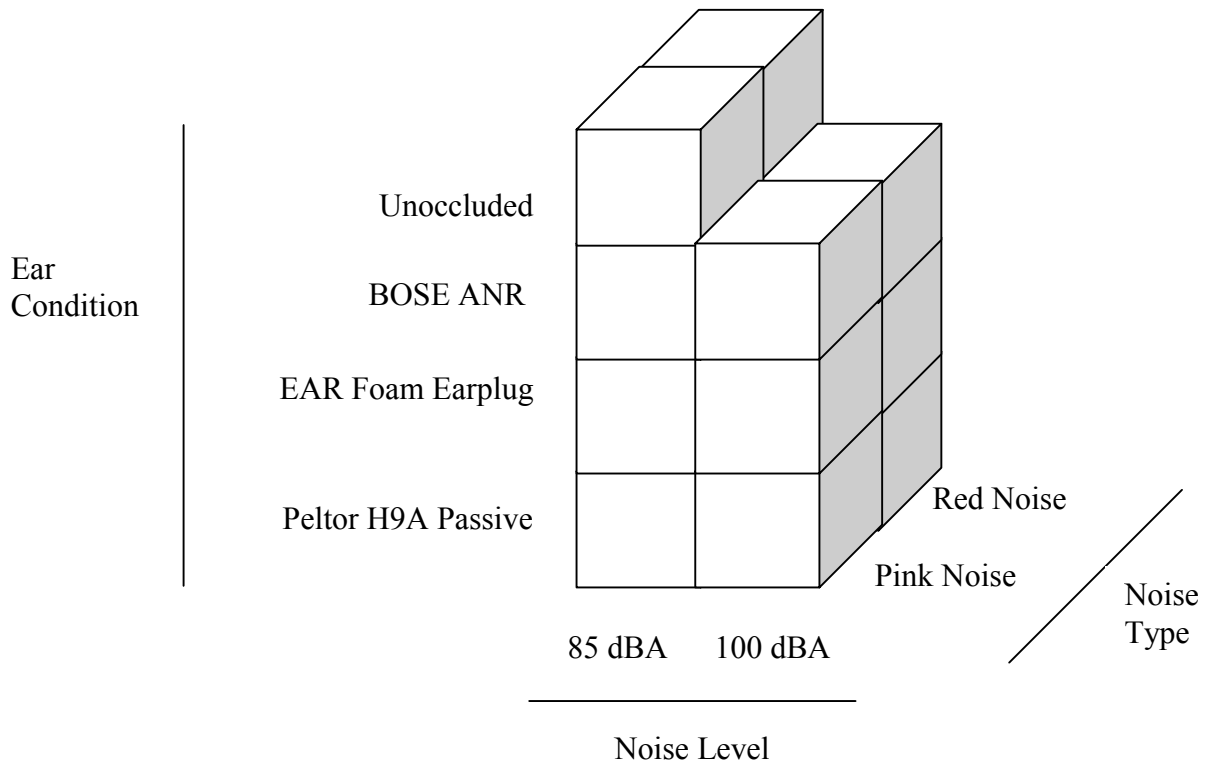 Unoccluded
Ear
Condition
BOSE ANR
EAR Foam Earplug
Peltor H9A Passive
Red Noise
Pink Noise
Noise
Type
85 dBA 100 dBA
Noise Level